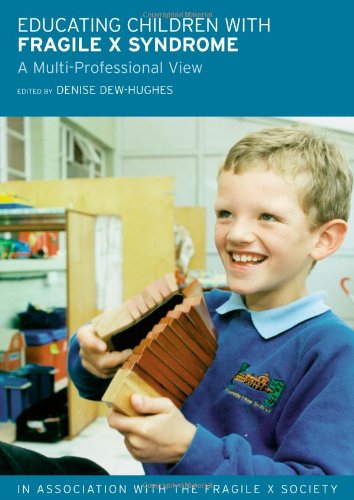 EDUCATING CHILDREN WITH
FRAGILE X SYNDROME
A Multi-Professional View
EDITED BY DENISE DEW-HUGHES
IN ASSOCIATION WITH THE FRAGILE X SOCIETY